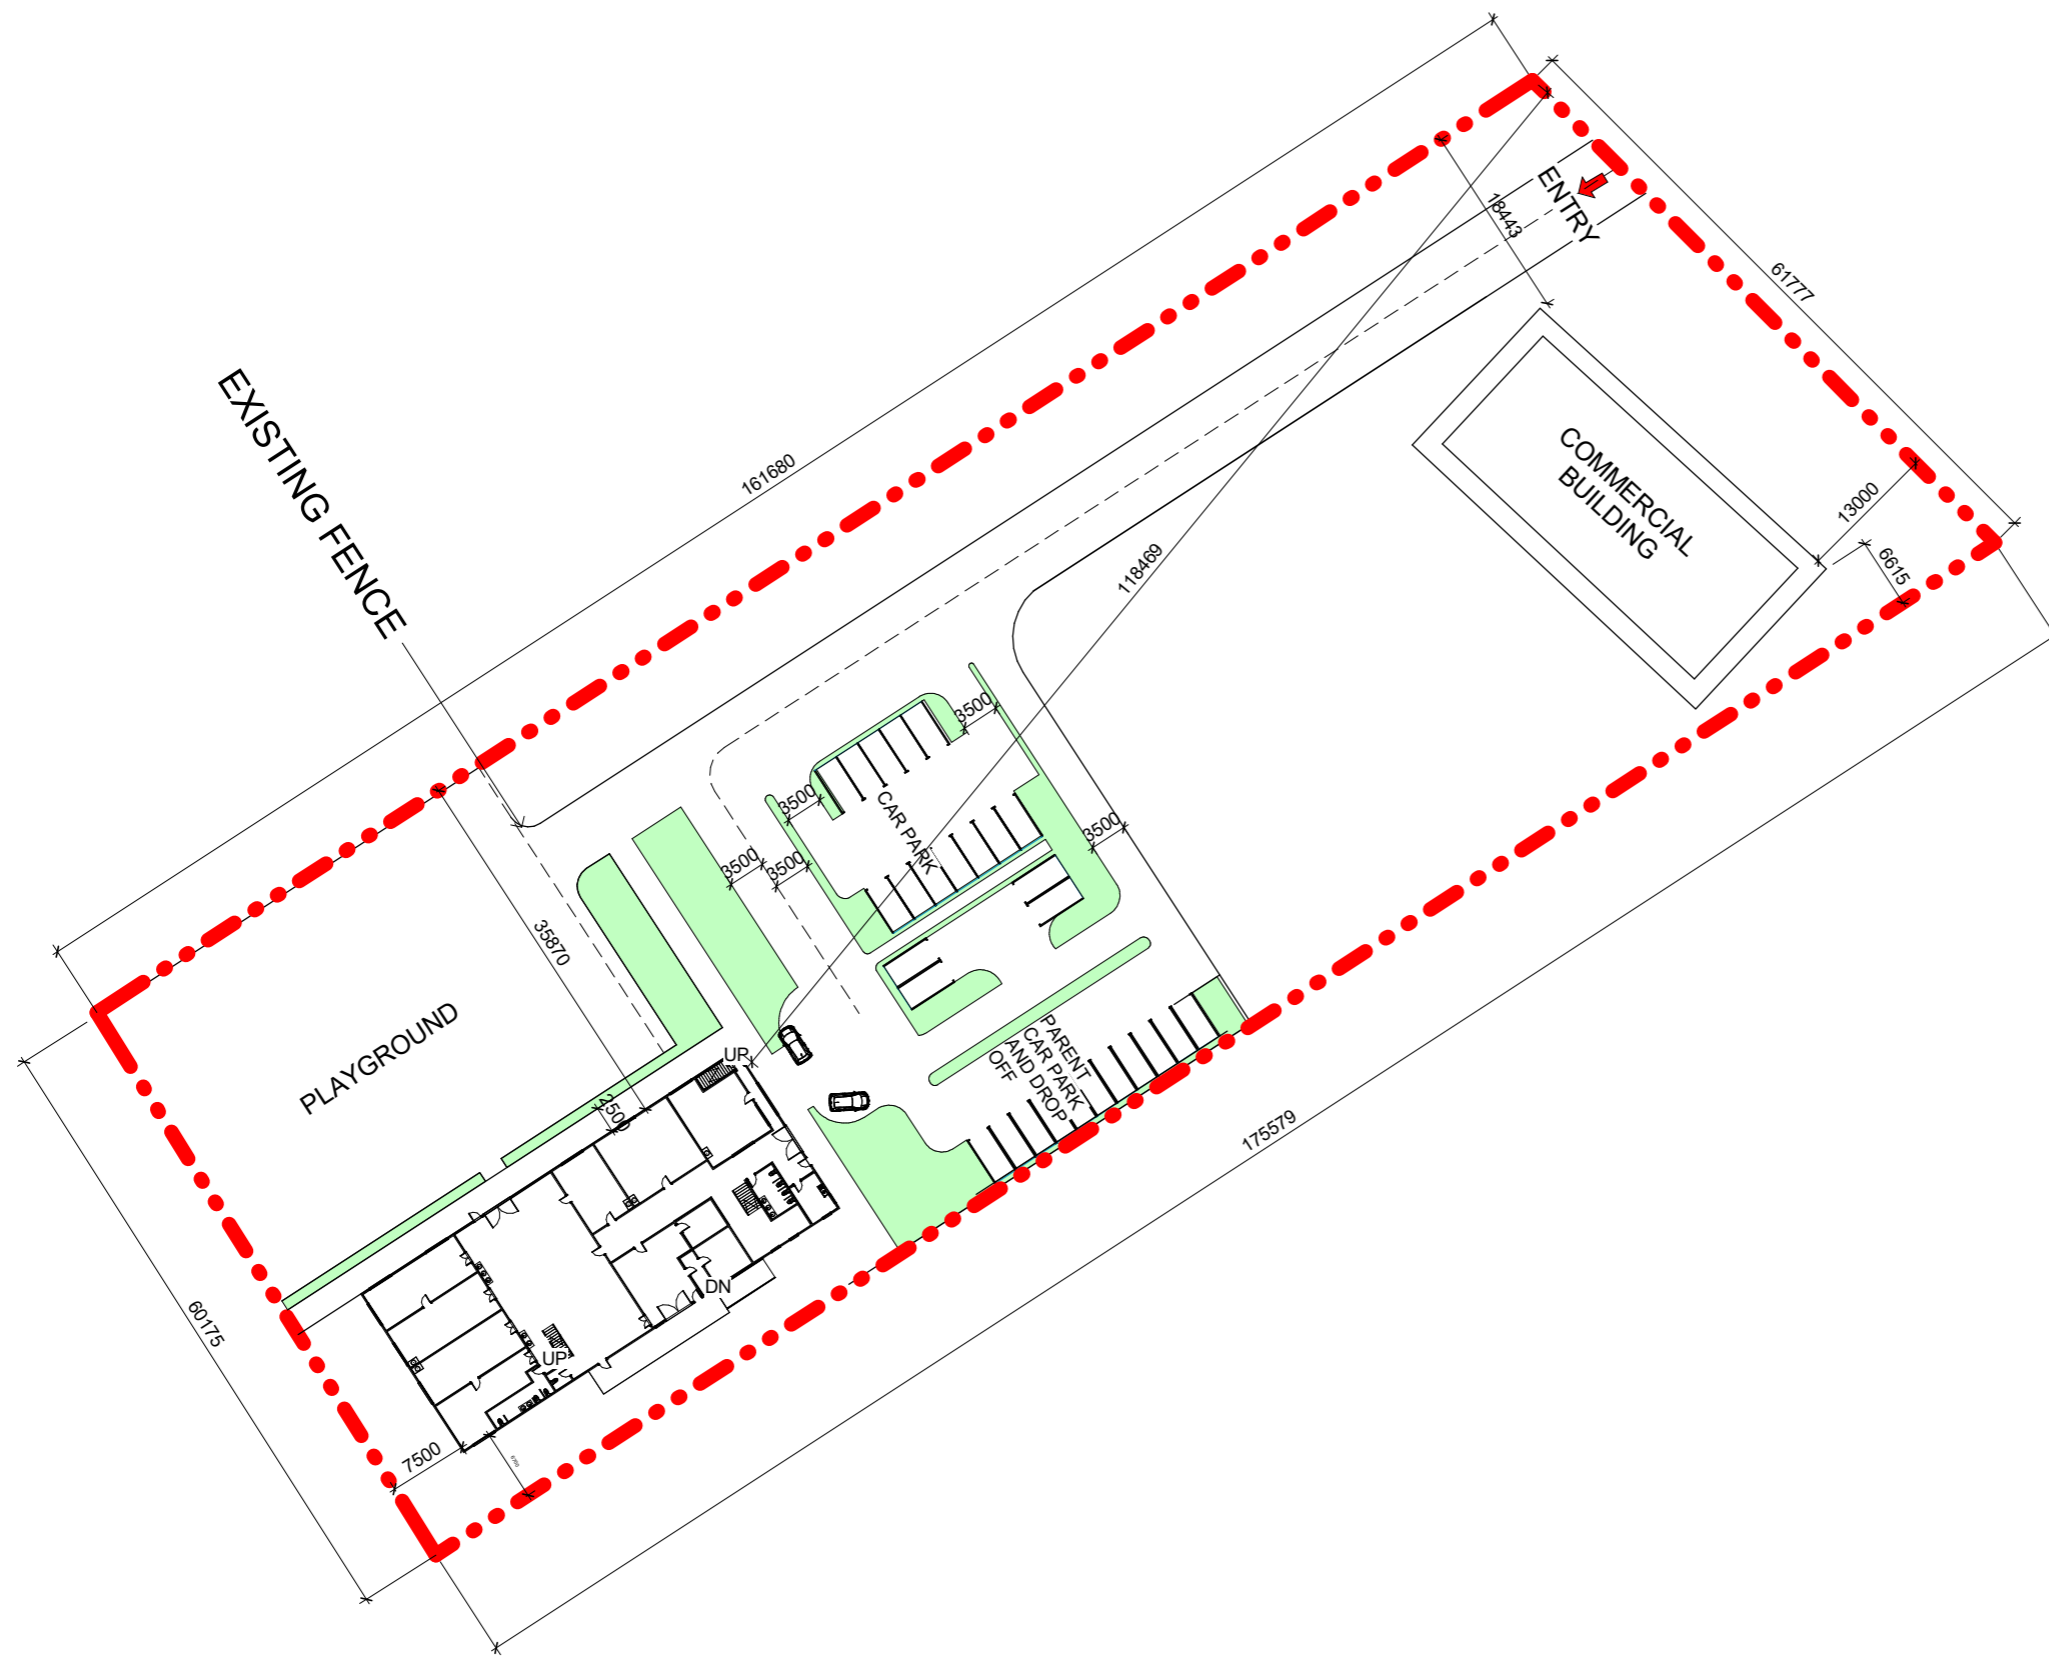 ENTRY
18443
61777
161680
EXISTING FENCE
COMMERCIAL
BUILDING
13000
6615
118469
3500
3500
CAR PARK
3500
3500
3500
35870
PLAYGROUND
UP
2500
PARENT
CAR PARK
AND DROP
OFF
175579
DN
UP
60175
7500